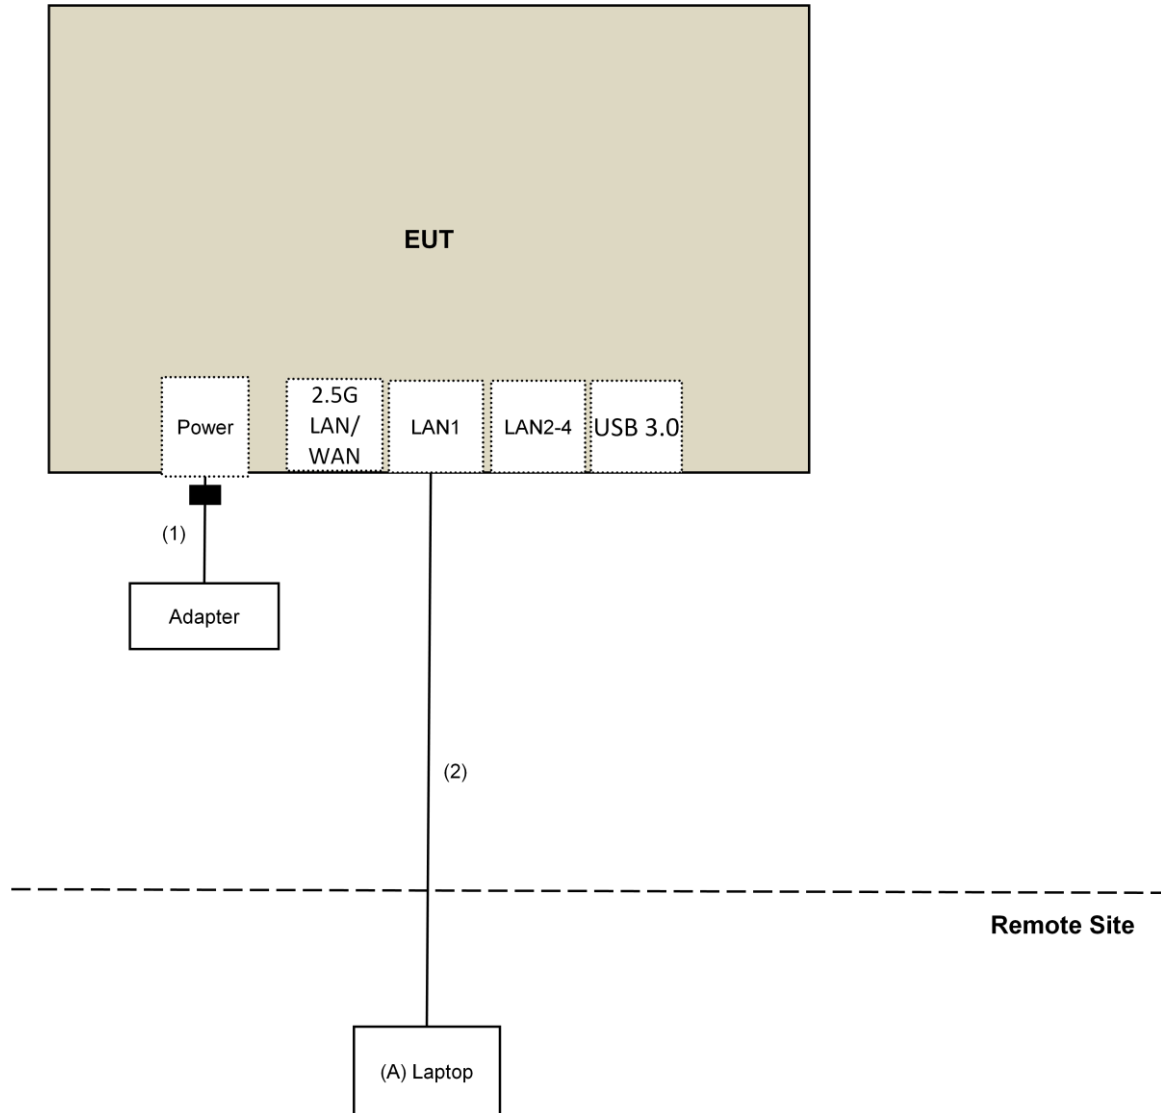 EUT
Power
2.5G
LAN/
WAN
LAN1
LAN2-4
USB 3.0
(1)
Adapter
(2)
Remote Site
(A) Laptop